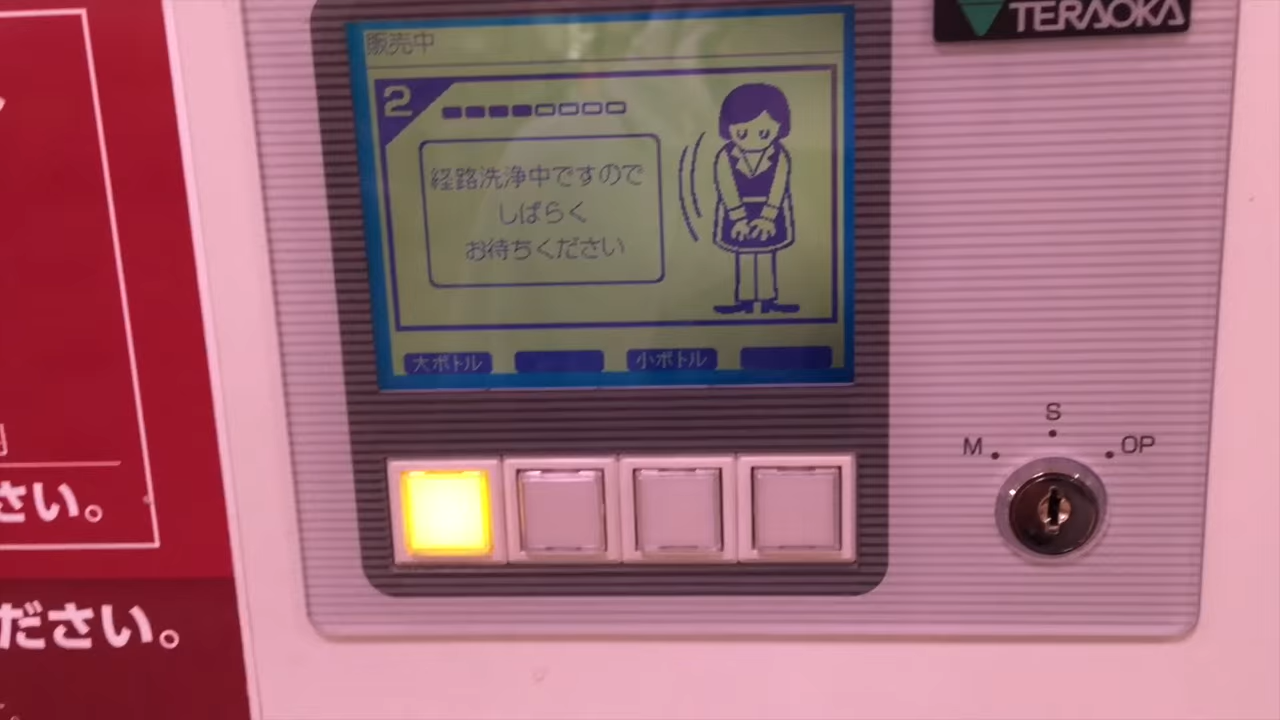 TERAOKA
販売中
2
経路洗浄中ですので
しばらく
お待ちください
大ボトル
小ボトル
S
M
OP
さい。
ださい。